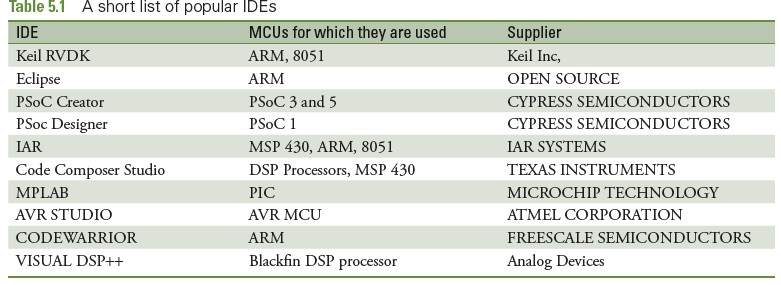 Table 5.1 A short list of popular IDEs
IDE MCUs for which they are used Supplier
Keil RVDK ARM, 8051 Keil Inc,
Eclipse ARM OPEN SOURCE
PSoC Creator PSoC 3 and 5 CYPRESS SEMICONDUCTORS
PSoc Designer PSoC 1 CYPRESS SEMICONDUCTORS
IAR MSP 430, ARM, 8051 IAR SYSTEMS
Code Composer Studio DSP Processors, MSP 430 TEXAS INSTRUMENTS
MPLAB PIC MICROCHIP TECHNOLOGY
AVR STUDIO AVR MCU ATMEL CORPORATION
CODEWARRIOR ARM FREESCALE SEMICONDUCTORS
VISUAL DSP++ Blackfin DSP processor Analog Devices